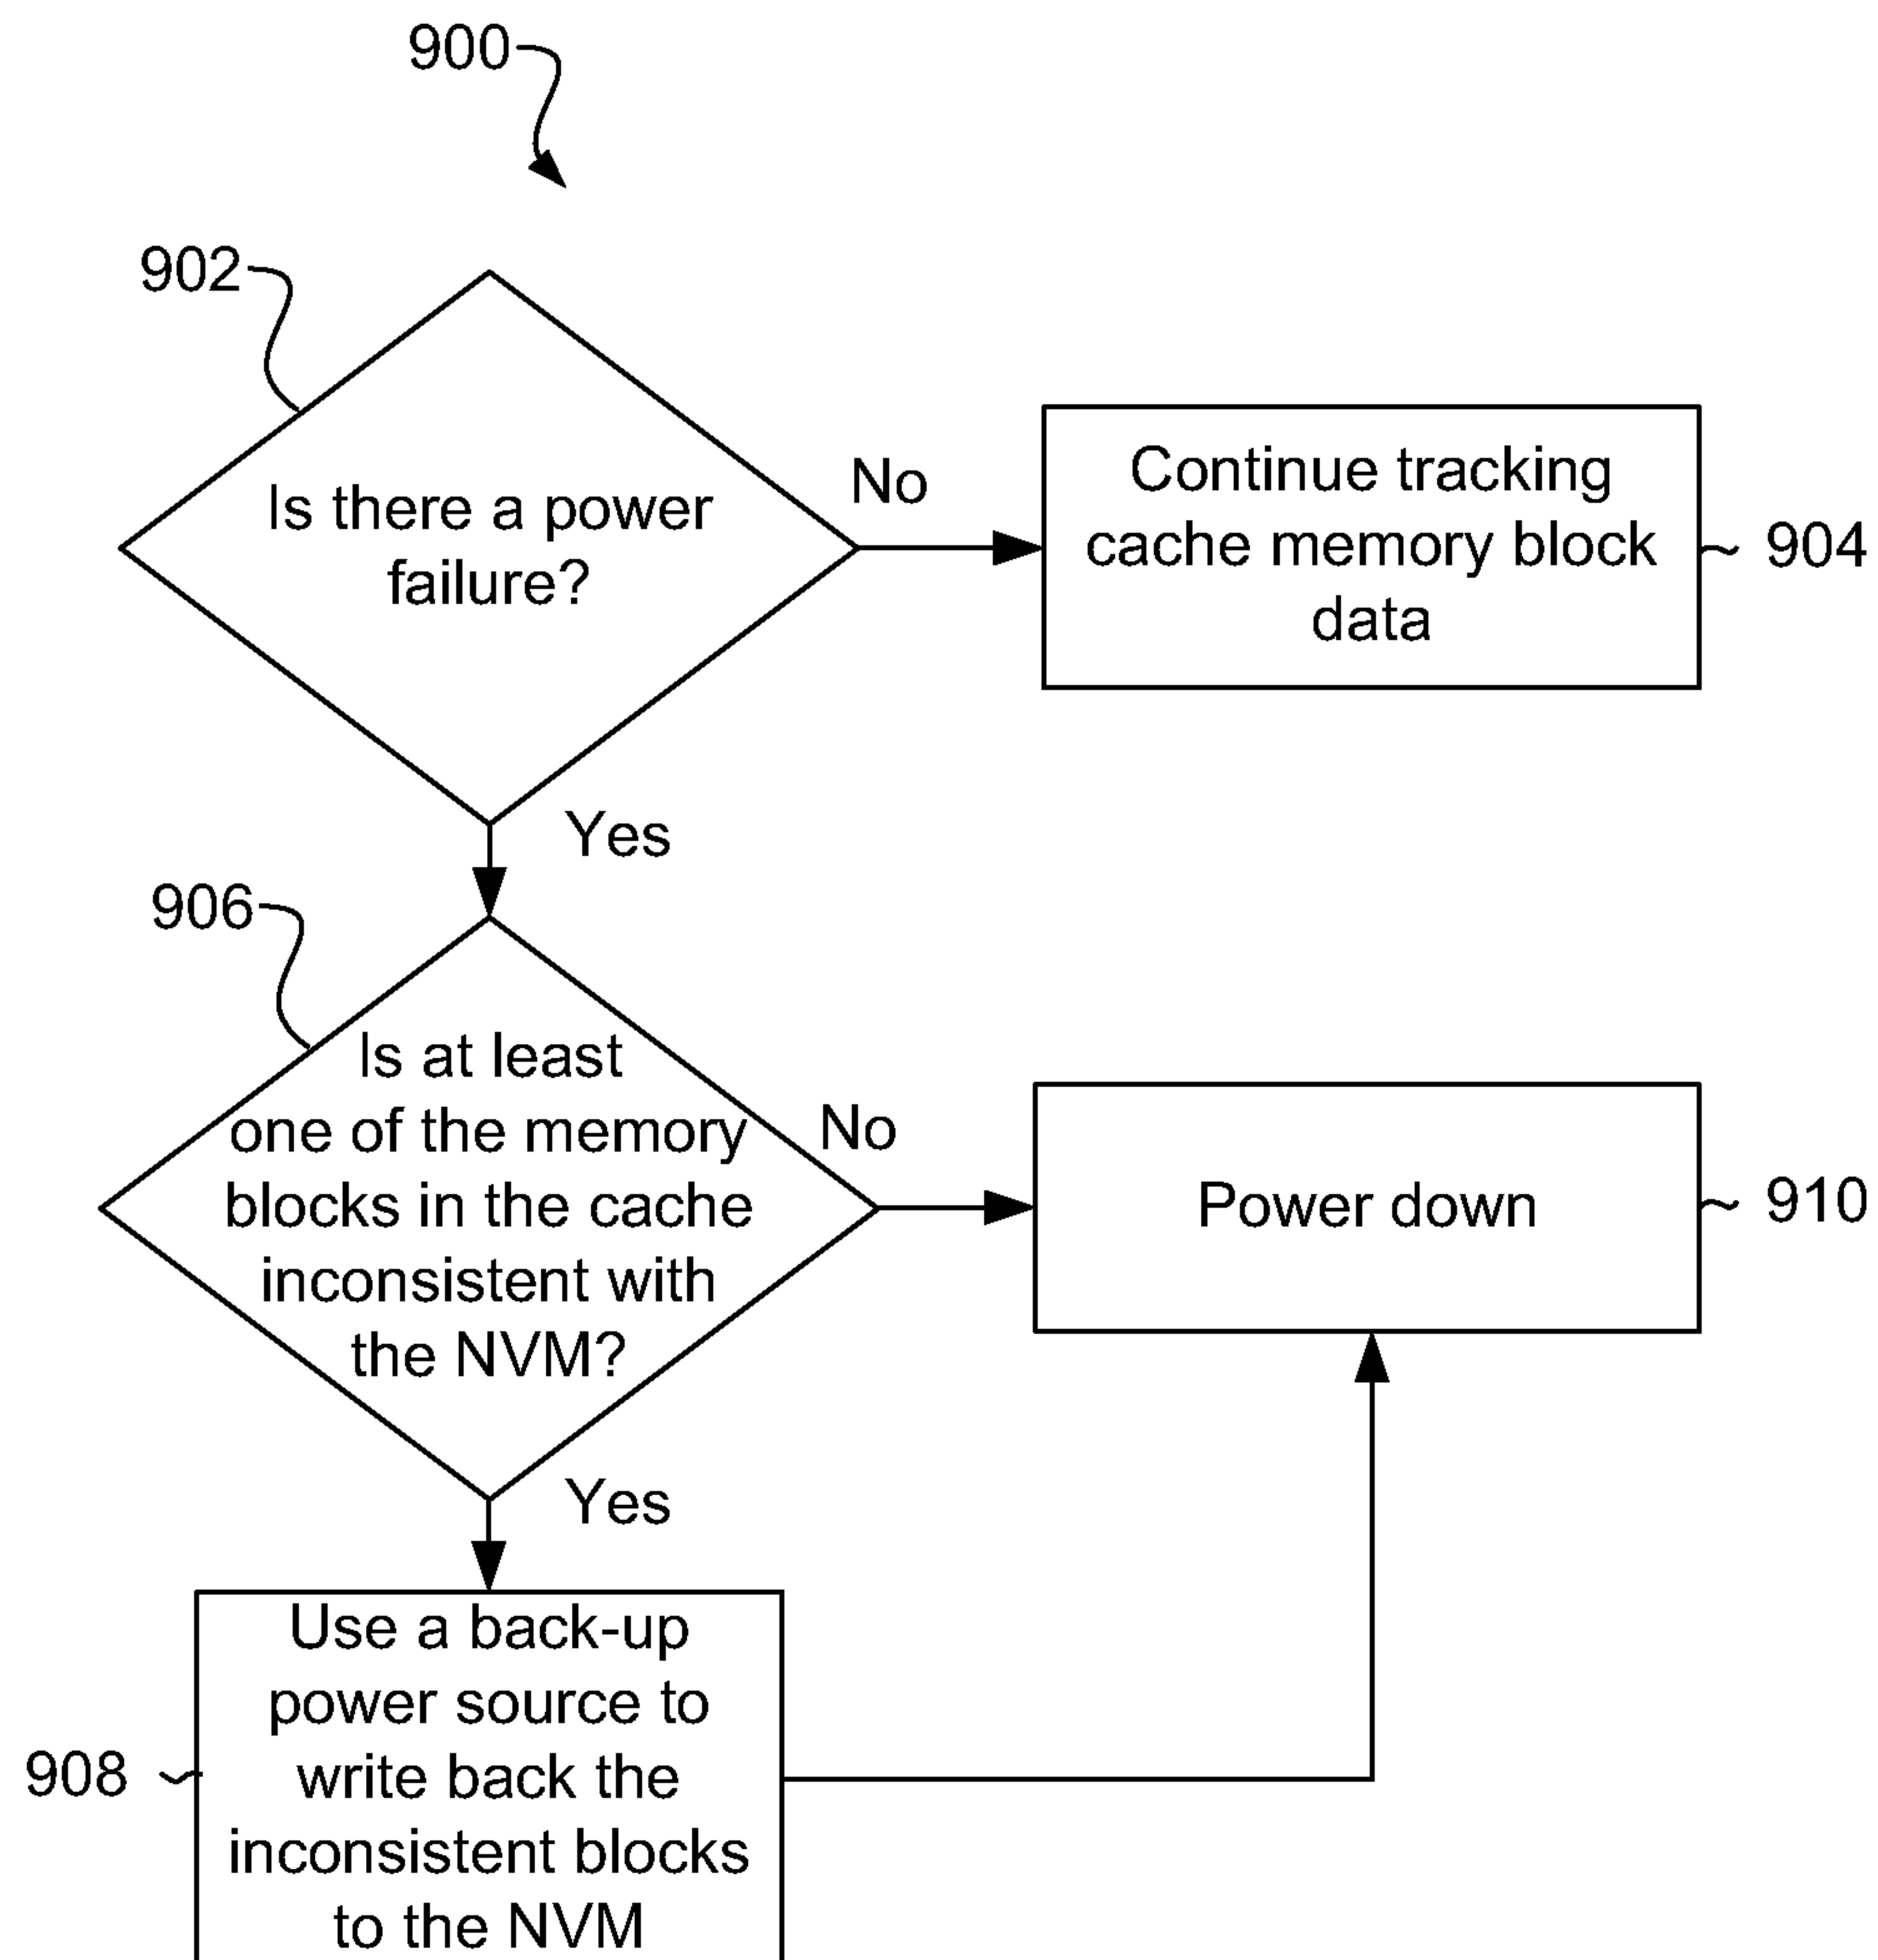 900
902
Is there a power
failure?
No
Continue tracking
cache memory block
data
904
Yes
906
Is at least
one of the memory
blocks in the cache
inconsistent with
the NVM?
No
Power down
910
Yes
Use a back-up
power source to
write back the
inconsistent blocks
to the NVM
908